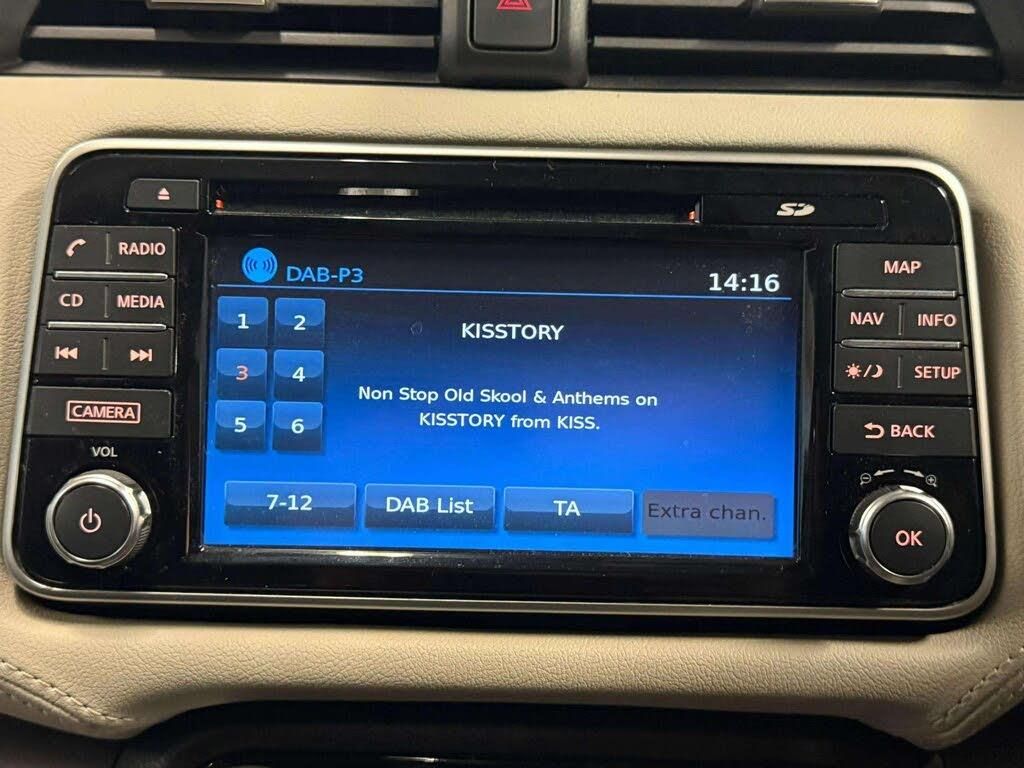 SD
RADIO
CD
MEDIA
CAMERA
VOL
DAB-P3
14:16
1
2
3
4
5
6
KISSTORY
Non Stop Old Skool & Anthems on
KISSTORY from KISS.
7-12
DAB List
TA
Extra chan.
MAP
NAV
INFO
SETUP
BACK
OK